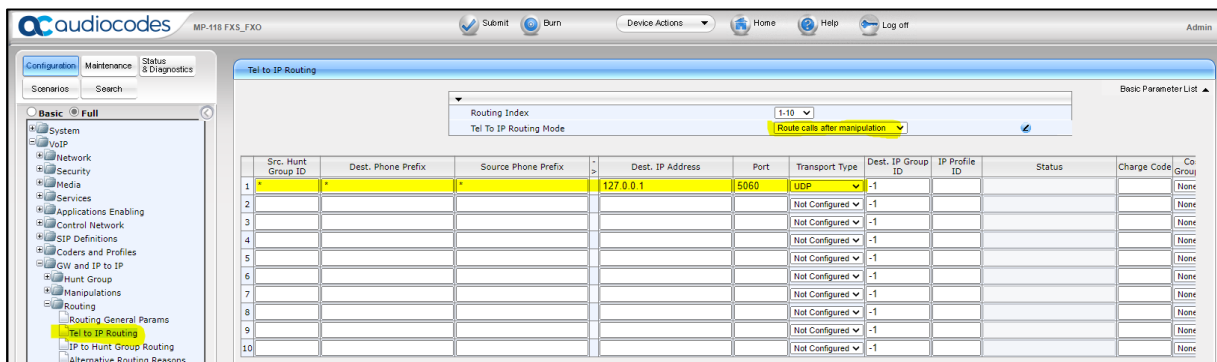 audiocodes MP-118 FXS_FXO Submit Burn Device Actions Home Help Log off Admin
Configuration Maintenance Status & Diagnostics
Scenarios Search
Basic Full
System
VoIP
Network
Security
Media
Services
Applications Enabling
Control Network
SIP Definitions
Coders and Profiles
GW and IP to IP
Hunt Group
Manipulations
Routing
Routing General Params
Tel to IP Routing
IP to Hunt Group Routing
Alternative Routing Reasons
Tel to IP Routing
Basic Parameter List
Routing Index 1-10
Tel To IP Routing Mode Route calls after manipulation
Src. Hunt Group ID Dest. Phone Prefix Source Phone Prefix -> Dest. IP Address Port Transport Type Dest. IP Group ID IP Profile ID Status Charge Code Co Grou
1 * * * 127.0.0.1 5060 UDP -1 None
2 Not Configured -1 None
3 Not Configured -1 None
4 Not Configured -1 None
5 Not Configured -1 None
6 Not Configured -1 None
7 Not Configured -1 None
8 Not Configured -1 None
9 Not Configured -1 None
10 Not Configured -1 None